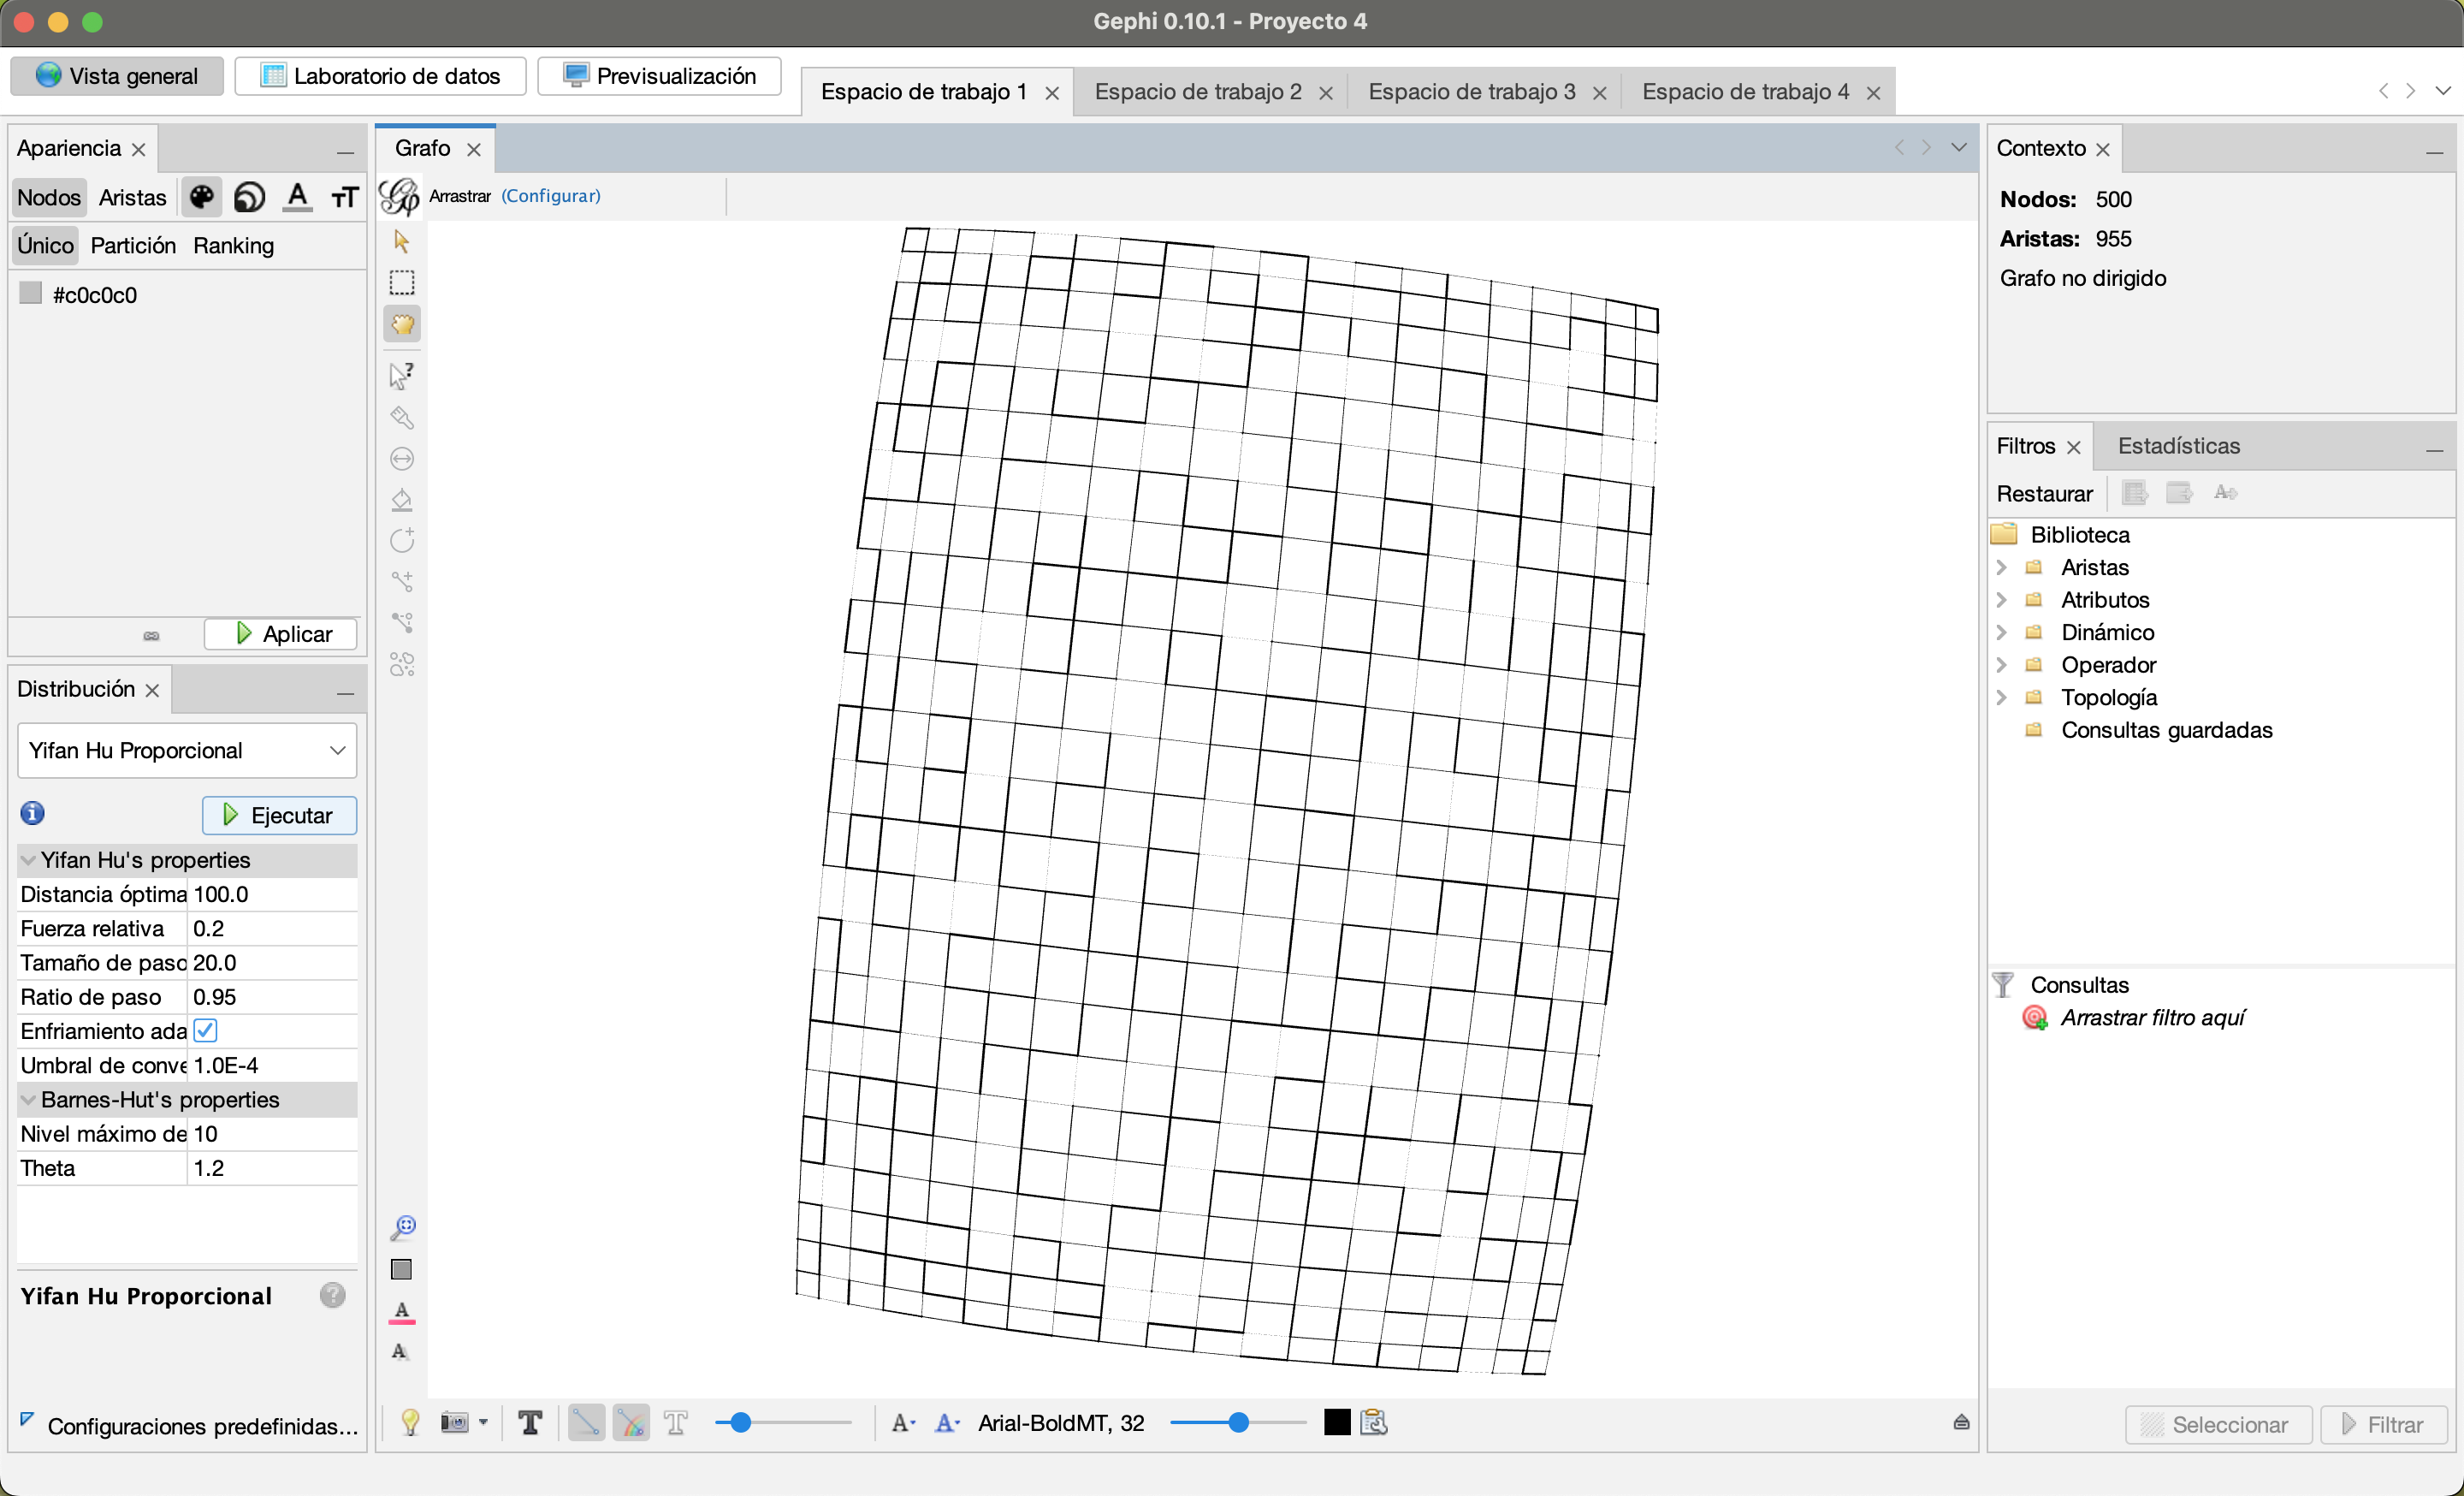 Gephi 0.10.1 - Proyecto 4
Vista general
Laboratorio de datos
Previsualización
Espacio de trabajo 1
Espacio de trabajo 2
Espacio de trabajo 3
Espacio de trabajo 4
Apariencia
Nodos Aristas
Único Partición Ranking
#c0c0c0
Aplicar
Distribución
Yifan Hu Proporcional
Ejecutar
Yifan Hu's properties
Distancia óptima 100.0
Fuerza relativa 0.2
Tamaño de paso 20.0
Ratio de paso 0.95
Enfriamiento ada
Umbral de conve 1.0E-4
Barnes-Hut's properties
Nivel máximo de 10
Theta 1.2
Yifan Hu Proporcional
Configuraciones predefinidas...
Grafo
Arrastrar (Configurar)
Arial-BoldMT, 32
Contexto
Nodos: 500
Aristas: 955
Grafo no dirigido
Filtros
Estadísticas
Restaurar
Biblioteca
Aristas
Atributos
Dinámico
Operador
Topología
Consultas guardadas
Consultas
Arrastrar filtro aquí
Seleccionar
Filtrar